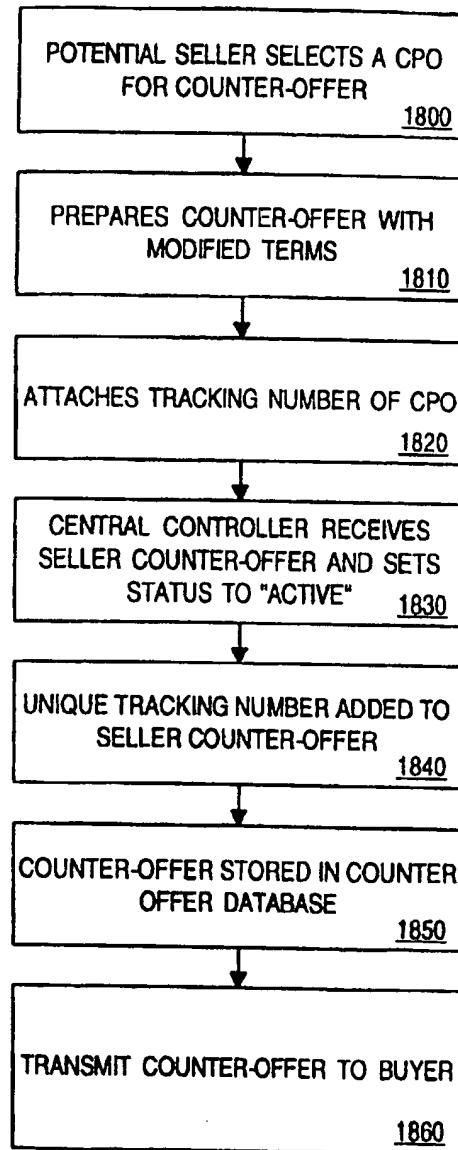 POTENTIAL SELLER SELECTS A CPO
FOR COUNTER-OFFER
1800
PREPARES COUNTER-OFFER WITH
MODIFIED TERMS
1810
ATTACHES TRACKING NUMBER OF CPO
1820
CENTRAL CONTROLLER RECEIVES
SELLER COUNTER-OFFER AND SETS
STATUS TO "ACTIVE"
1830
UNIQUE TRACKING NUMBER ADDED TO
SELLER COUNTER-OFFER
1840
COUNTER-OFFER STORED IN COUNTER
OFFER DATABASE
1850
TRANSMIT COUNTER-OFFER TO BUYER
1860